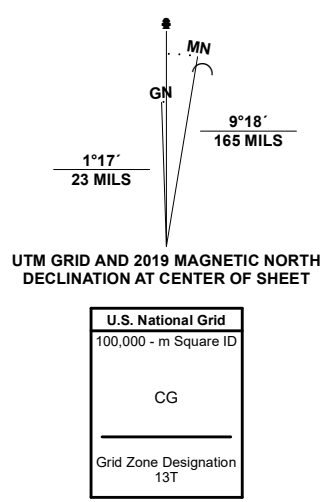 MN
GN
9°18´
165 MILS
1°17´
23 MILS
UTM GRID AND 2019 MAGNETIC NORTH
DECLINATION AT CENTER OF SHEET
U.S. National Grid
100,000 - m Square ID
CG
Grid Zone Designation
13T